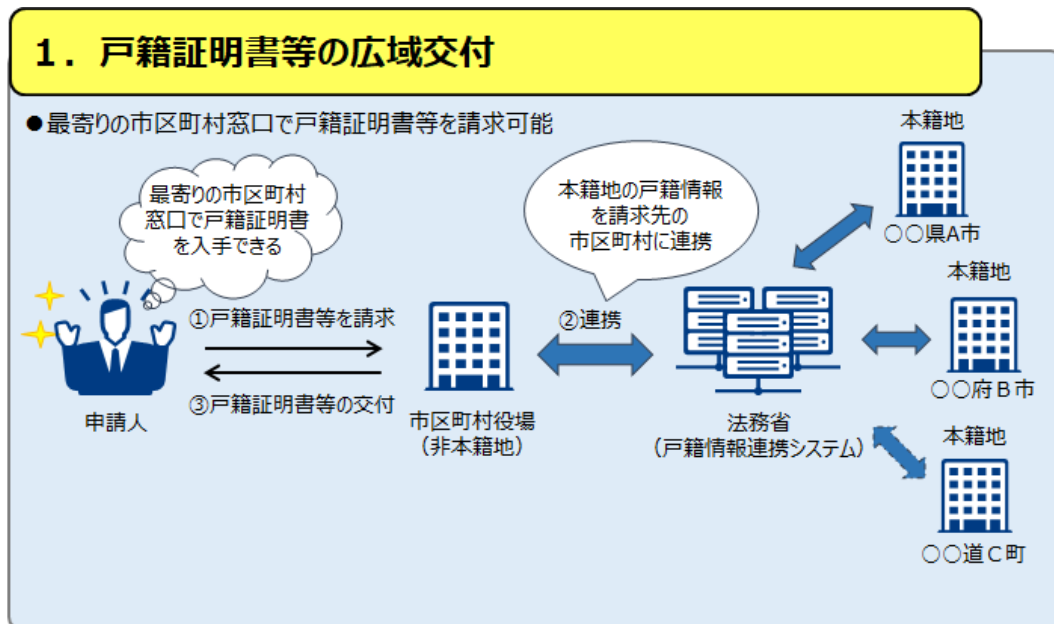 1．戸籍証明書等の広域交付
●最寄りの市区町村窓口で戸籍証明書等を請求可能
最寄りの市区町村
窓口で戸籍証明書
を入手できる
本籍地の戸籍情報
を請求先の
市区町村に連携
本籍地
○○県A市
①戸籍証明書等を請求
②連携
本籍地
○○府Ｂ市
③戸籍証明書等の交付
申請人
市区町村役場
（非本籍地）
法務省
（戸籍情報連携システム）
本籍地
○○道Ｃ町